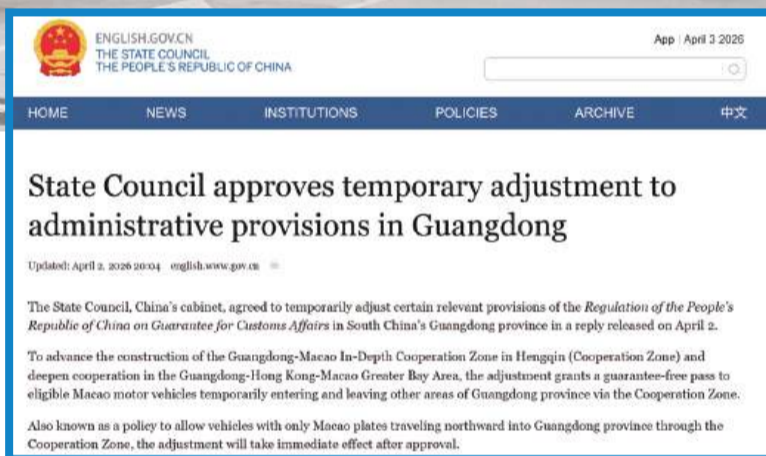 ENGLISH.GOV.CN
THE STATE COUNCIL
THE PEOPLE'S REPUBLIC OF CHINA
App | April 3 2026
HOME NEWS INSTITUTIONS POLICIES ARCHIVE 中文
State Council approves temporary adjustment to
administrative provisions in Guangdong
Updated: April 2, 2026 20:04 english.www.gov.cn
The State Council, China's cabinet, agreed to temporarily adjust certain relevant provisions of the Regulation of the People's
Republic of China on Guarantee for Customs Affairs in South China's Guangdong province in a reply released on April 2.
To advance the construction of the Guangdong-Macao In-Depth Cooperation Zone in Hengqin (Cooperation Zone) and
deepen cooperation in the Guangdong-Hong Kong-Macao Greater Bay Area, the adjustment grants a guarantee-free pass to
eligible Macao motor vehicles temporarily entering and leaving other areas of Guangdong province via the Cooperation Zone.
Also known as a policy to allow vehicles with only Macao plates traveling northward into Guangdong province through the
Cooperation Zone, the adjustment will take immediate effect after approval.